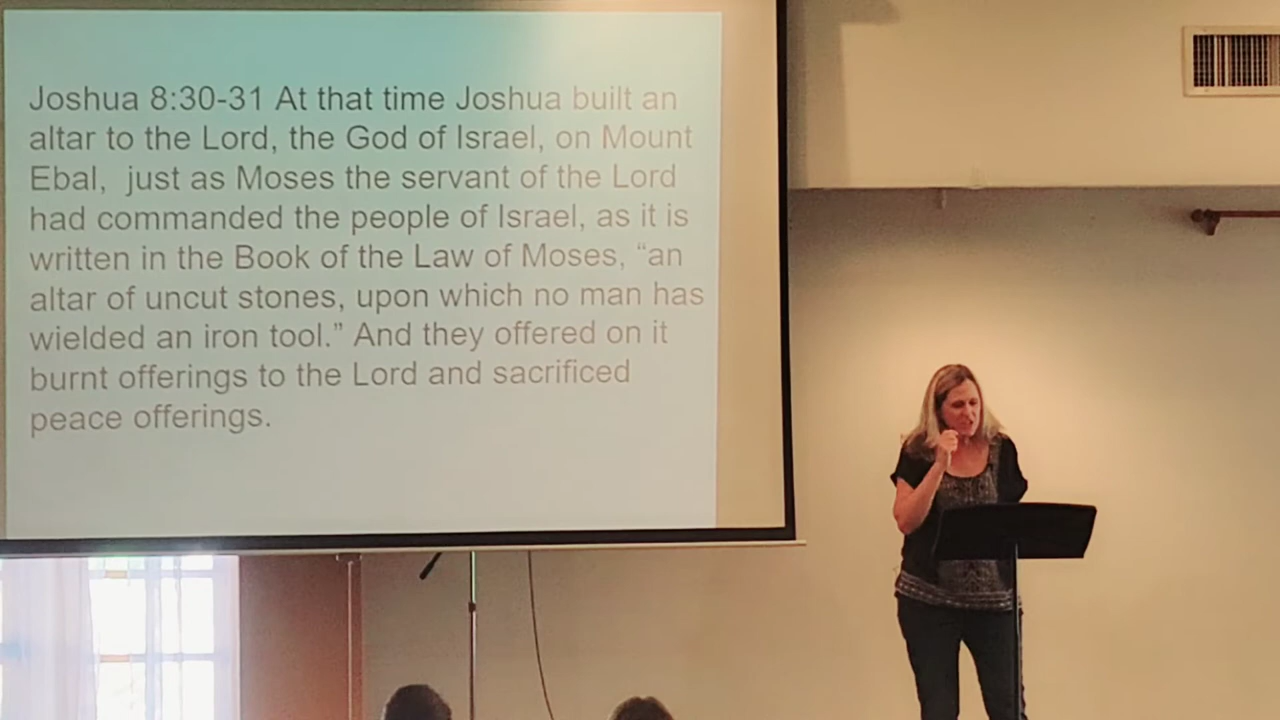 Joshua 8:30-31 At that time Joshua built an
altar to the Lord, the God of Israel, on Mount
Ebal,  just as Moses the servant of the Lord
had commanded the people of Israel, as it is
written in the Book of the Law of Moses, “an
altar of uncut stones, upon which no man has
wielded an iron tool.” And they offered on it
burnt offerings to the Lord and sacrificed
peace offerings.